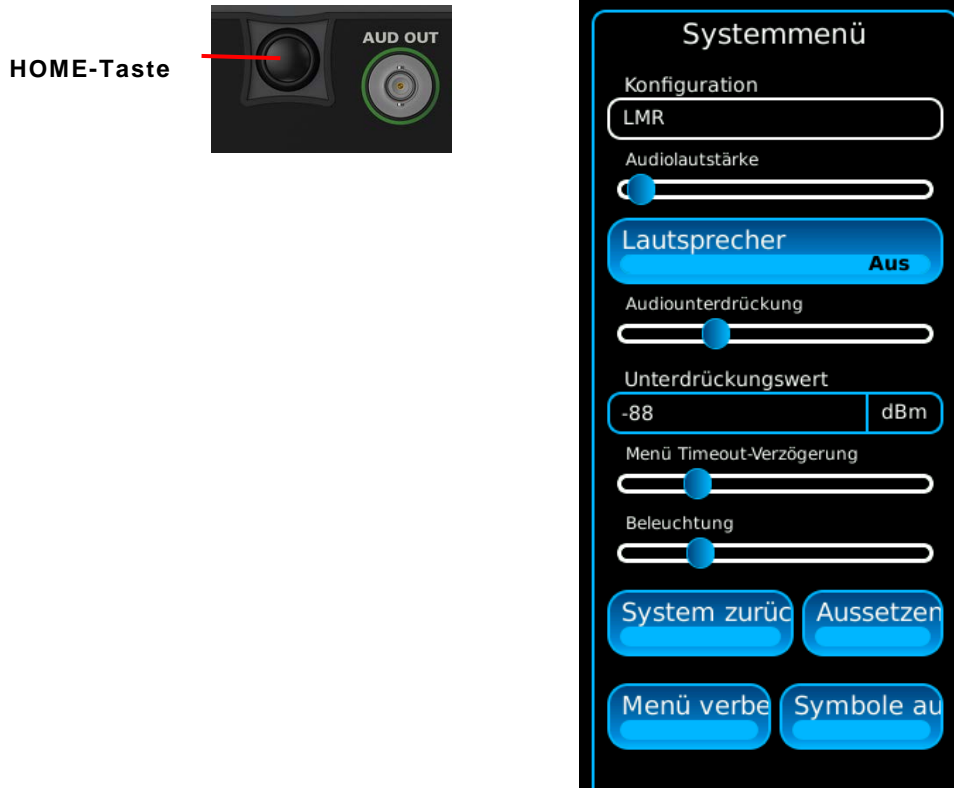 HOME-Taste
AUD OUT
Systemmenü
Konfiguration
LMR
Audiolautstärke
Lautsprecher
Aus
Audiounterdrückung
Unterdrückungswert
-88 dBm
Menü Timeout-Verzögerung
Beleuchtung
System zurüc Aussetzen
Menü verbe Symbole au